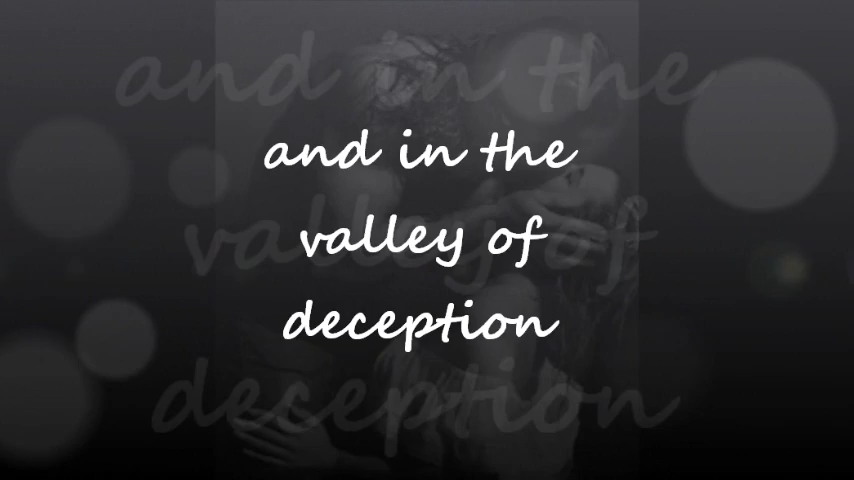 and in the
valley of
deception